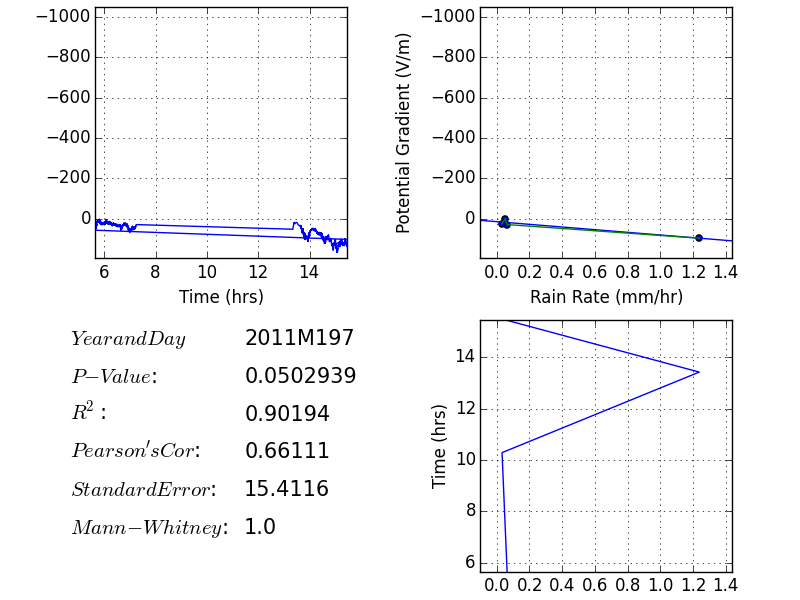 −1000
−800
−600
−400
−200
0
6 8 10 12 14
Time (hrs)
Potential Gradient (V/m)
−1000
−800
−600
−400
−200
0
0.0 0.2 0.4 0.6 0.8 1.0 1.2 1.4
Rain Rate (mm/hr)
YearandDay 2011M197
P−Value: 0.0502939
R²: 0.90194
Pearson'sCor: 0.66111
StandardError: 15.4116
Mann−Whitney: 1.0
Time (hrs)
14
12
10
8
6
0.0 0.2 0.4 0.6 0.8 1.0 1.2 1.4